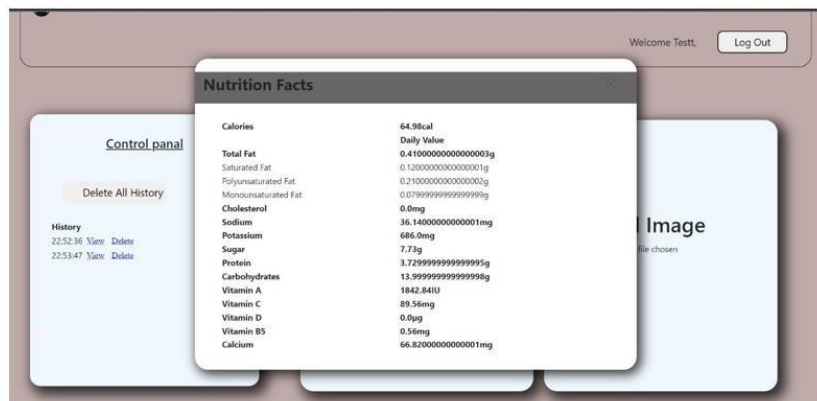 Welcome Testt,
Log Out
Nutrition Facts
Calories 64.98cal
Daily Value
Total Fat 0.41000000000000003g
Saturated Fat 0.12000000000000001g
Polyunsaturated Fat 0.21000000000000002g
Monounsaturated Fat 0.07999999999999999g
Cholesterol 0.0mg
Sodium 36.14000000000001mg
Potassium 686.0mg
Sugar 7.73g
Protein 3.7299999999999995g
Carbohydrates 13.999999999999998g
Vitamin A 1842.84IU
Vitamin C 89.56mg
Vitamin D 0.0µg
Vitamin B5 0.56mg
Calcium 66.82000000000001mg
Control panal
Delete All History
History
22:52:36 View Delete
22:53:47 View Delete
Image
file chosen